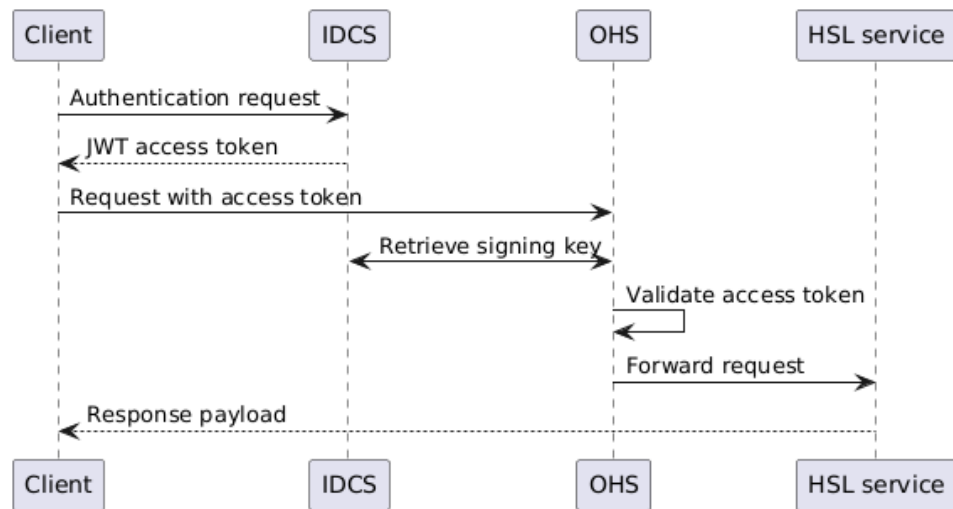 Client IDCS OHS HSL service
Authentication request
JWT access token
Request with access token
Retrieve signing key
Validate access token
Forward request
Response payload
Client IDCS OHS HSL service